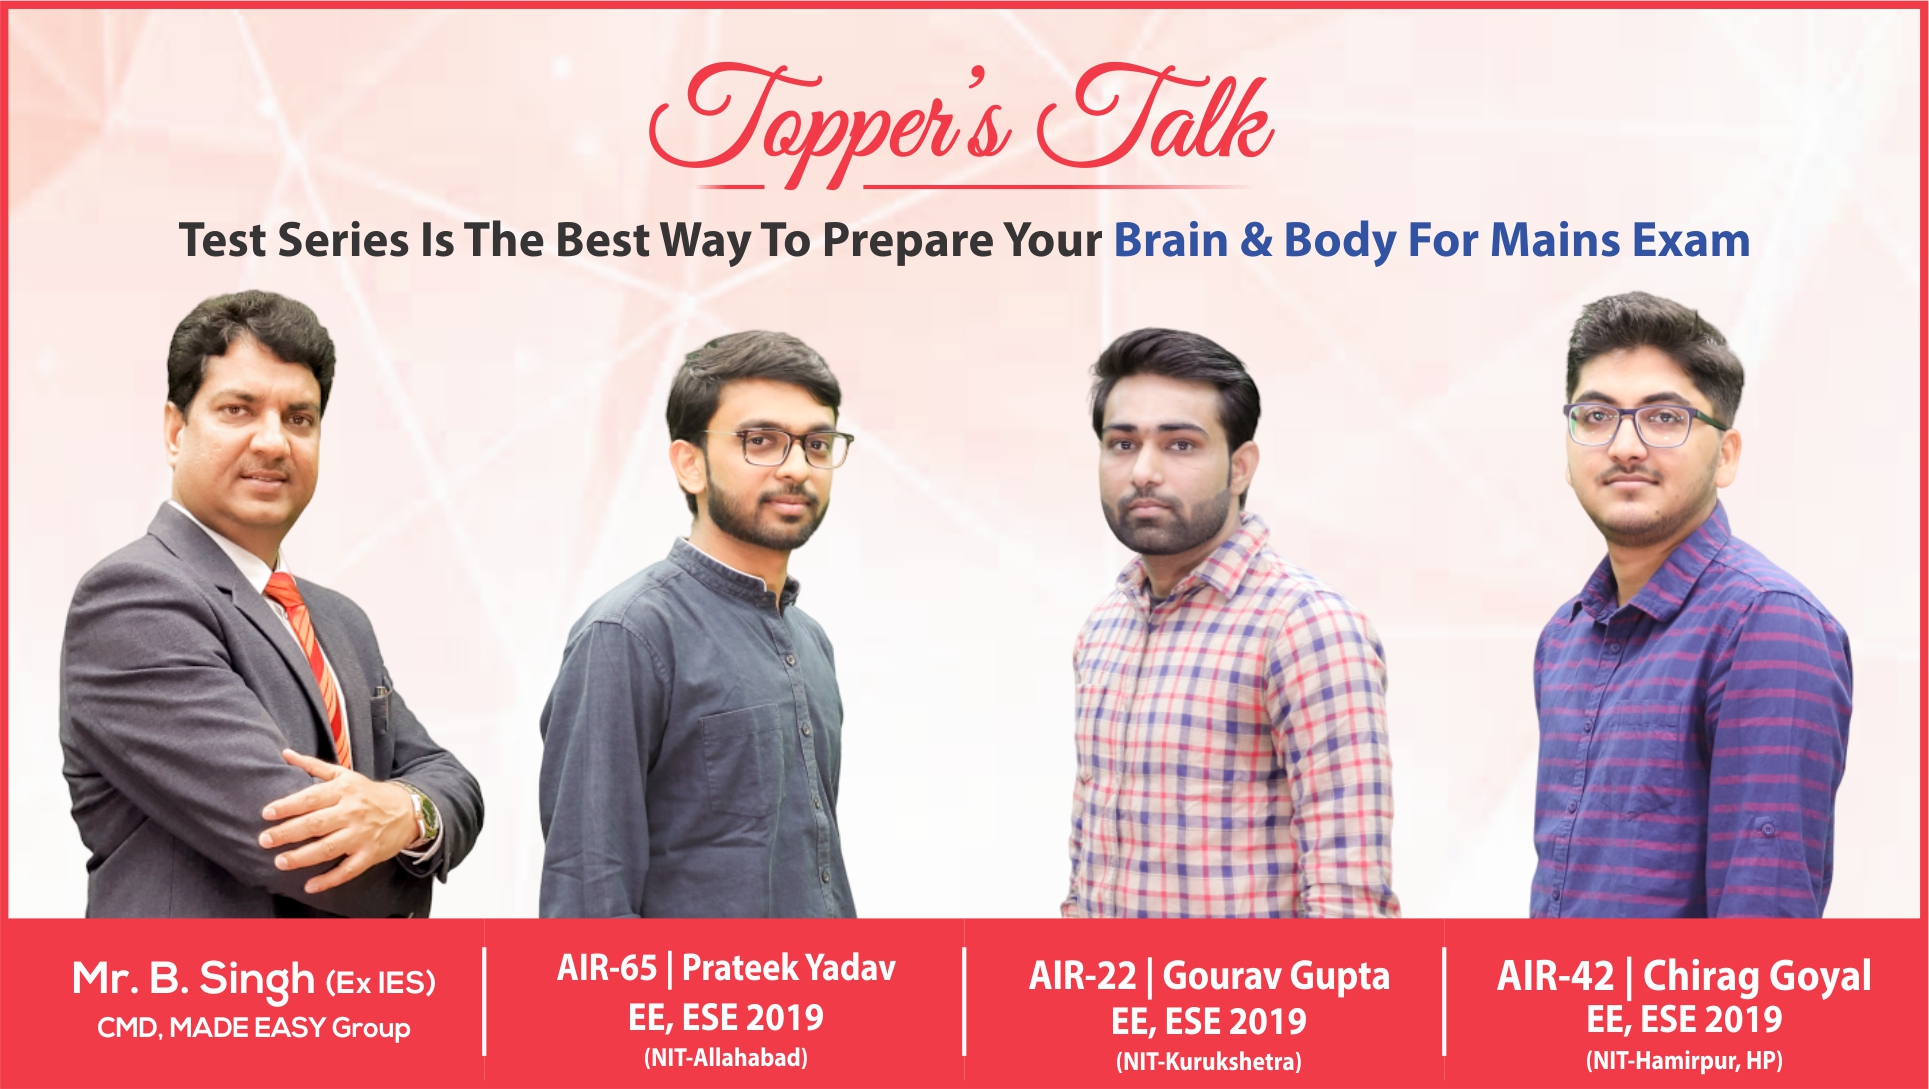 Topper's Talk
Test Series Is The Best Way To Prepare Your Brain & Body For Mains Exam
Mr. B. Singh (Ex IES)
CMD, MADE EASY Group
AIR-65 | Prateek Yadav
EE, ESE 2019
(NIT-Allahabad)
AIR-22 | Gourav Gupta
EE, ESE 2019
(NIT-Kurukshetra)
AIR-42 | Chirag Goyal
EE, ESE 2019
(NIT-Hamirpur, HP)